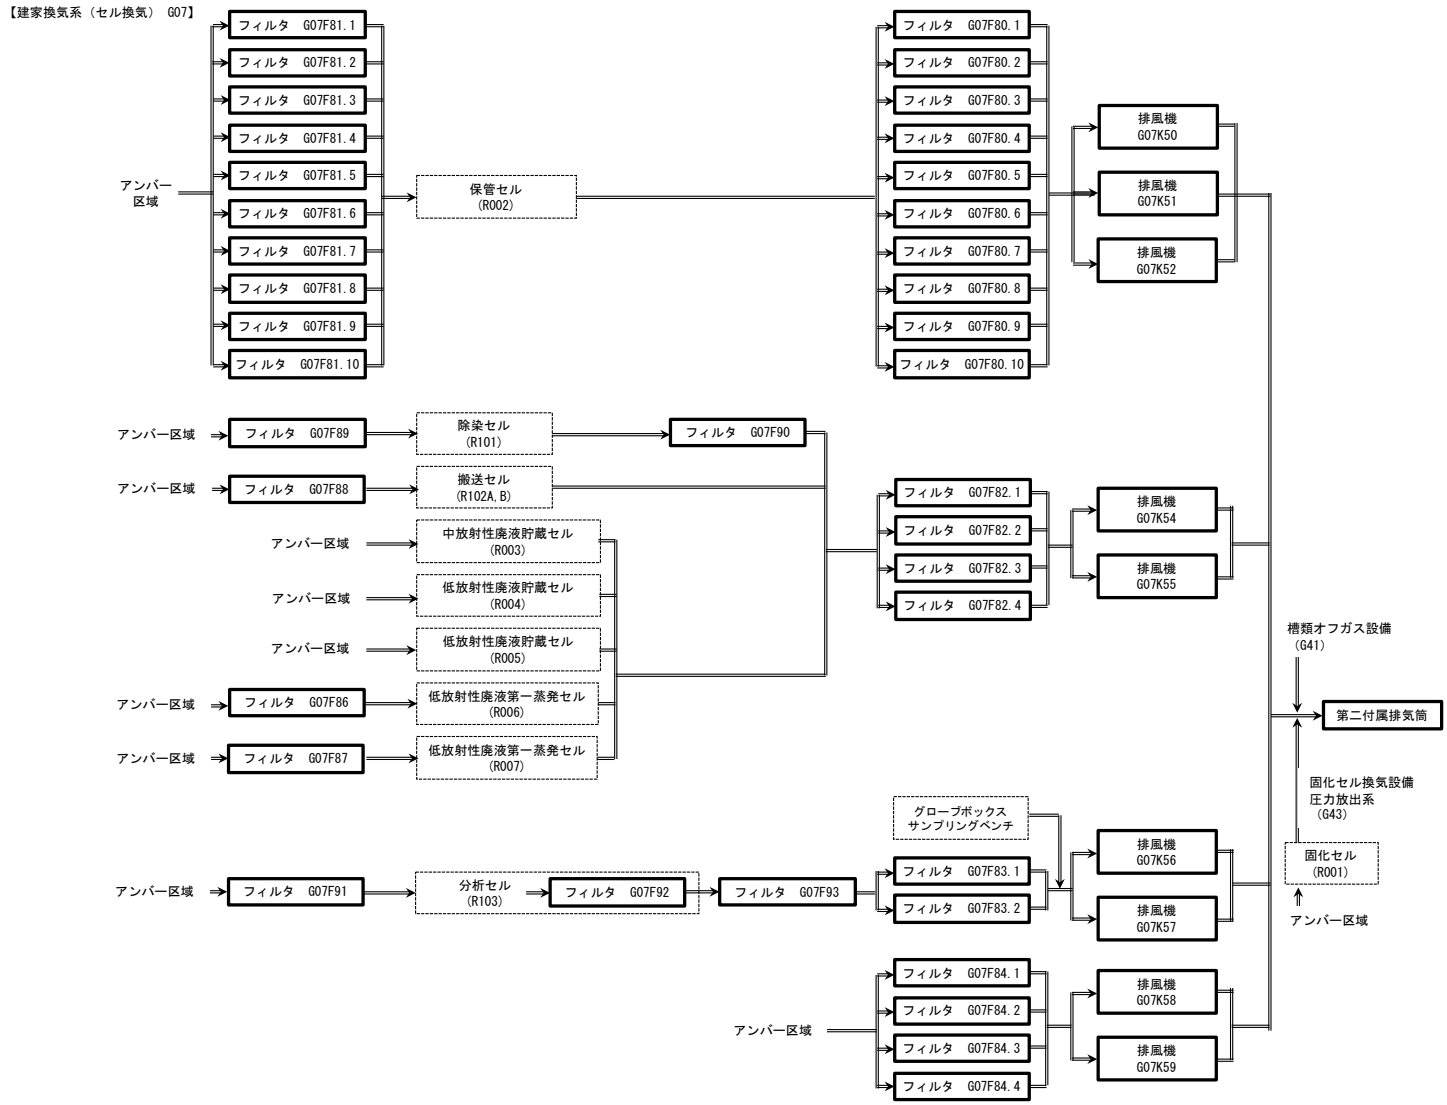 【建家換気系（セル換気） G07】
アンバー
区域
フィルタ G07F81.1
フィルタ G07F81.2
フィルタ G07F81.3
フィルタ G07F81.4
フィルタ G07F81.5
フィルタ G07F81.6
フィルタ G07F81.7
フィルタ G07F81.8
フィルタ G07F81.9
フィルタ G07F81.10
保管セル
(R002)
フィルタ G07F80.1
フィルタ G07F80.2
フィルタ G07F80.3
フィルタ G07F80.4
フィルタ G07F80.5
フィルタ G07F80.6
フィルタ G07F80.7
フィルタ G07F80.8
フィルタ G07F80.9
フィルタ G07F80.10
排風機
G07K50
排風機
G07K51
排風機
G07K52
アンバー区域
フィルタ G07F89
除染セル
(R101)
フィルタ G07F90
アンバー区域
フィルタ G07F88
搬送セル
(R102A,B)
アンバー区域
中放射性廃液貯蔵セル
(R003)
アンバー区域
低放射性廃液貯蔵セル
(R004)
アンバー区域
低放射性廃液貯蔵セル
(R005)
アンバー区域
フィルタ G07F86
低放射性廃液第一蒸発セル
(R006)
アンバー区域
フィルタ G07F87
低放射性廃液第一蒸発セル
(R007)
フィルタ G07F82.1
フィルタ G07F82.2
フィルタ G07F82.3
フィルタ G07F82.4
排風機
G07K54
排風機
G07K55
槽類オフガス設備
(G41)
第二付属排気筒
固化セル換気設備
圧力放出系
(G43)
固化セル
(R001)
アンバー区域
グローブボックス
サンプリングベンチ
アンバー区域
フィルタ G07F91
分析セル
(R103)
フィルタ G07F92
フィルタ G07F93
フィルタ G07F83.1
フィルタ G07F83.2
排風機
G07K56
排風機
G07K57
アンバー区域
フィルタ G07F84.1
フィルタ G07F84.2
フィルタ G07F84.3
フィルタ G07F84.4
排風機
G07K58
排風機
G07K59